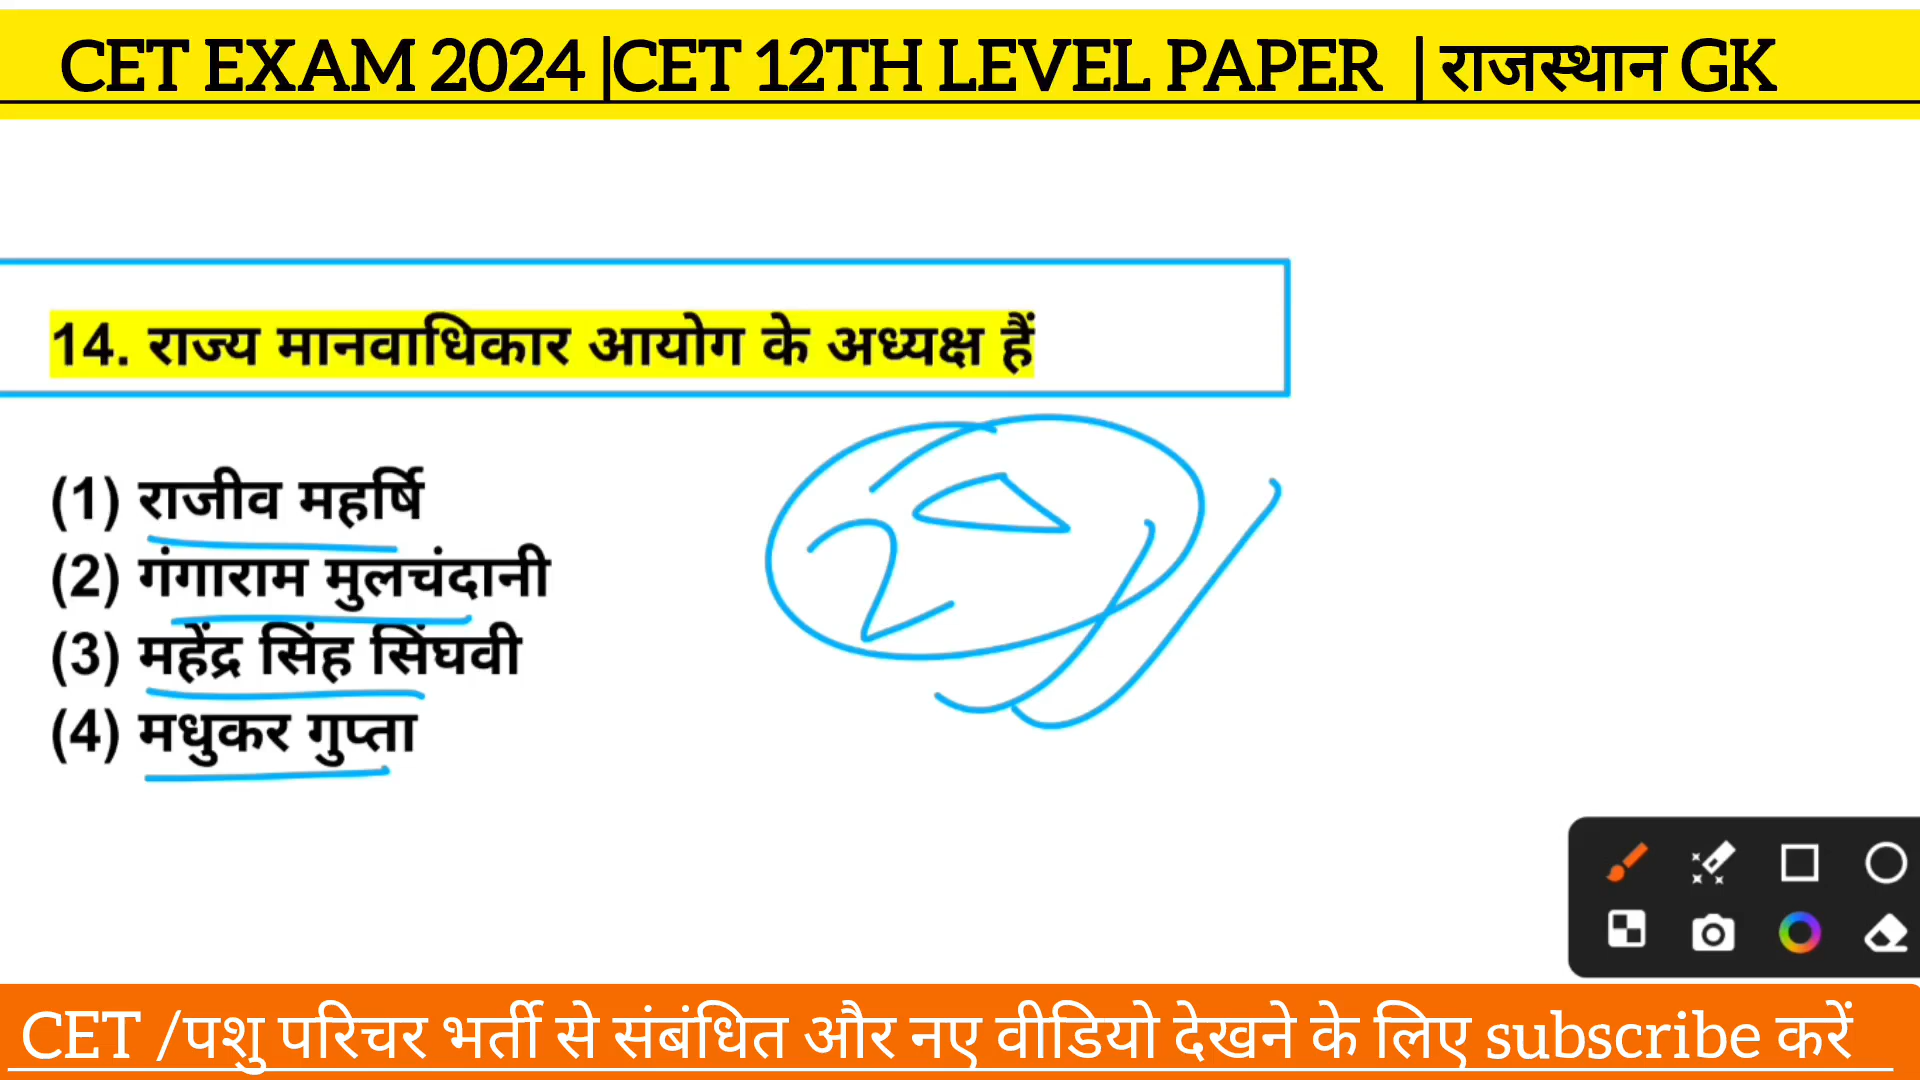 CET EXAM 2024 |CET 12TH LEVEL PAPER | राजस्थान GK
14. राज्य मानवाधिकार आयोग के अध्यक्ष हैं
(1) राजीव महर्षि
(2) गंगाराम मुलचंदानी
2
(3) महेंद्र सिंह सिंघवी
(4) मधुकर गुप्ता
CET /पशु परिचर भर्ती से संबंधित और नए वीडियो देखने के लिए subscribe करें